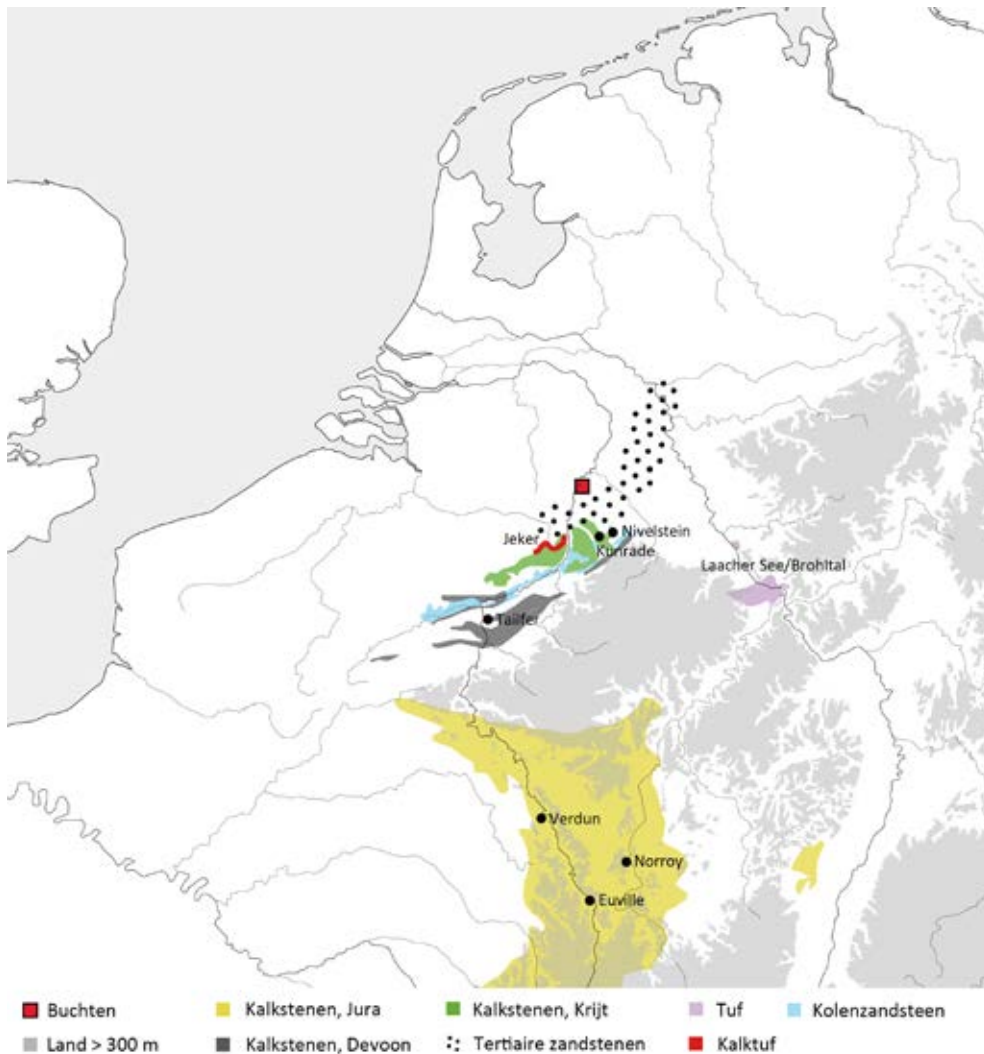 Jeker
Nivelstein
Kunrade
Laacher See/Brohltal
Tailfer
Verdun
Norroy
Euville
Buchten
Kalkstenen, Jura
Kalkstenen, Krijt
Tuf
Kolenzandsteen
Land > 300 m
Kalkstenen, Devoon
Tertiaire zandstenen
Kalktuf